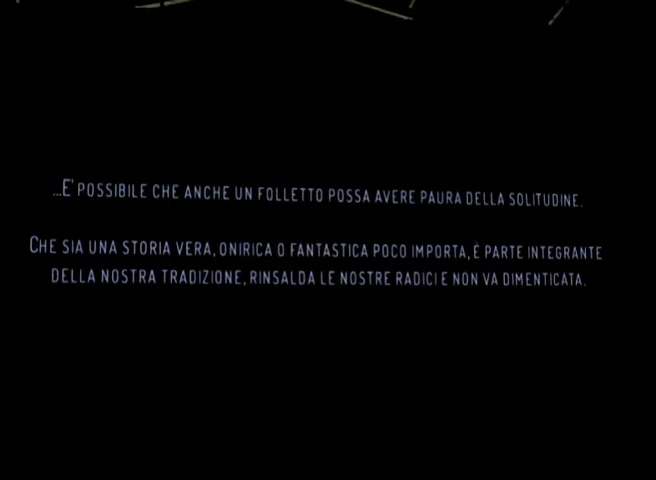 ...E' POSSIBILE CHE ANCHE UN FOLLETTO POSSA AVERE PAURA DELLA SOLITUDINE.
CHE SIA UNA STORIA VERA, ONIRICA O FANTASTICA POCO IMPORTA, È PARTE INTEGRANTE
DELLA NOSTRA TRADIZIONE, RINSALDA LE NOSTRE RADICI E NON VA DIMENTICATA.